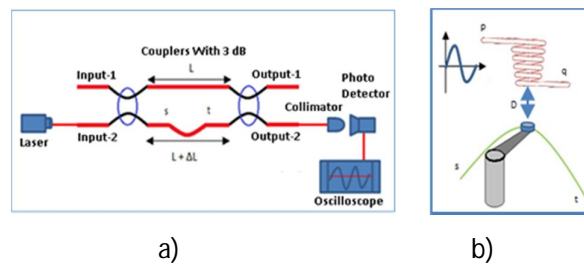 Couplers With 3 dB
Input-1
L
Output-1
Photo
Detector
Collimator
s
t
Laser
Input-2
L + ΔL
Output-2
Oscilloscope
p
q
D
s
t
a)
b)